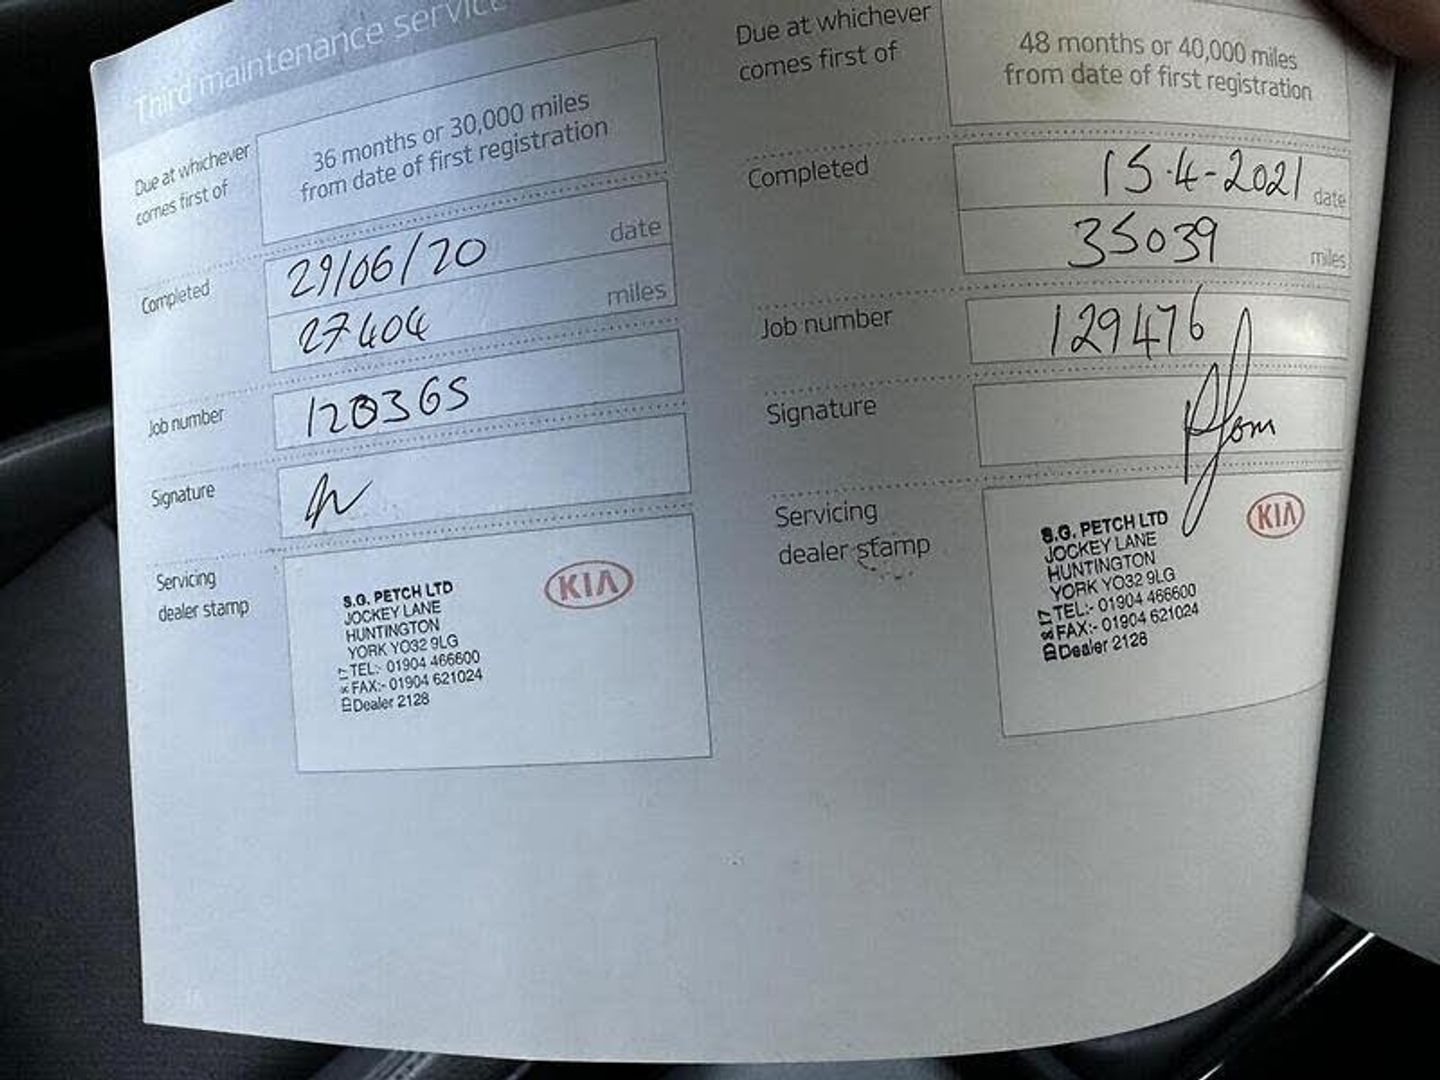 Third maintenance service
Due at whichever
comes first of
36 months or 30,000 miles
from date of first registration
Completed
29/06/20 date
27404 miles
Job number
120365
Signature
Servicing
dealer stamp
S.G. PETCH LTD
JOCKEY LANE
HUNTINGTON
YORK YO32 9LG
TEL:- 01904 466600
FAX:- 01904 621024
Dealer 2128
KIA
Due at whichever
comes first of
48 months or 40,000 miles
from date of first registration
Completed
15-4-2021 date
35039 miles
Job number
129476
Signature
Servicing
dealer stamp
S.G. PETCH LTD
JOCKEY LANE
HUNTINGTON
YORK YO32 9LG
TEL:- 01904 466600
FAX:- 01904 621024
Dealer 2128
KIA